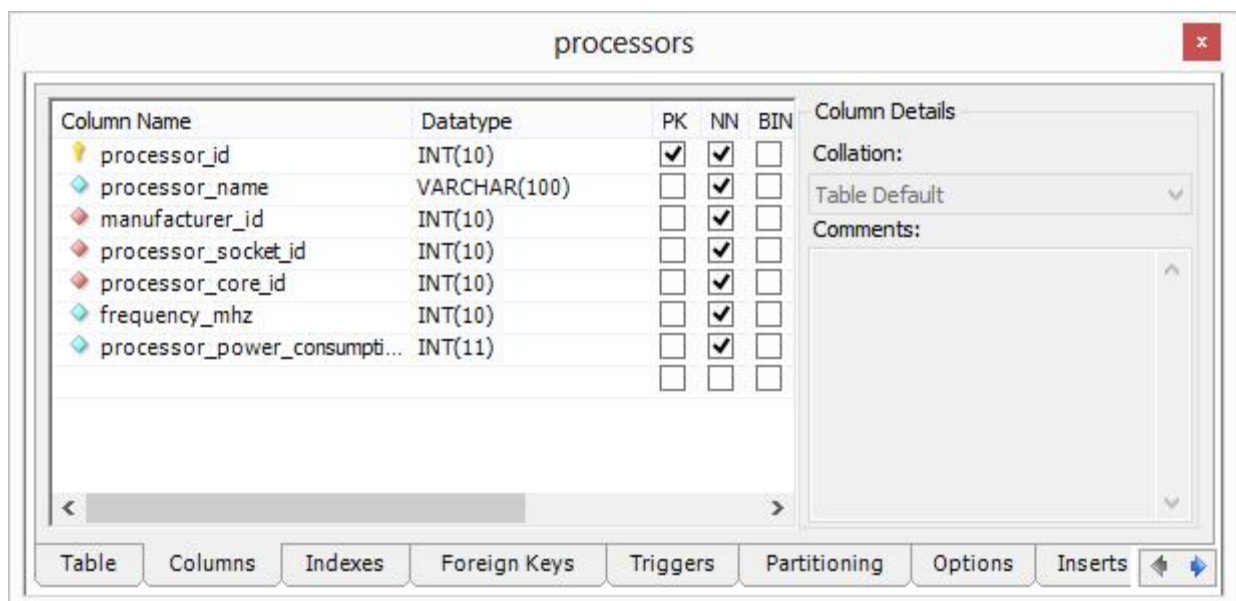 processors
x
Column Name Datatype PK NN BIN
processor_id INT(10)
processor_name VARCHAR(100)
manufacturer_id INT(10)
processor_socket_id INT(10)
processor_core_id INT(10)
frequency_mhz INT(10)
processor_power_consumpti... INT(11)
Column Details
Collation:
Table Default
Comments:
Table Columns Indexes Foreign Keys Triggers Partitioning Options Inserts